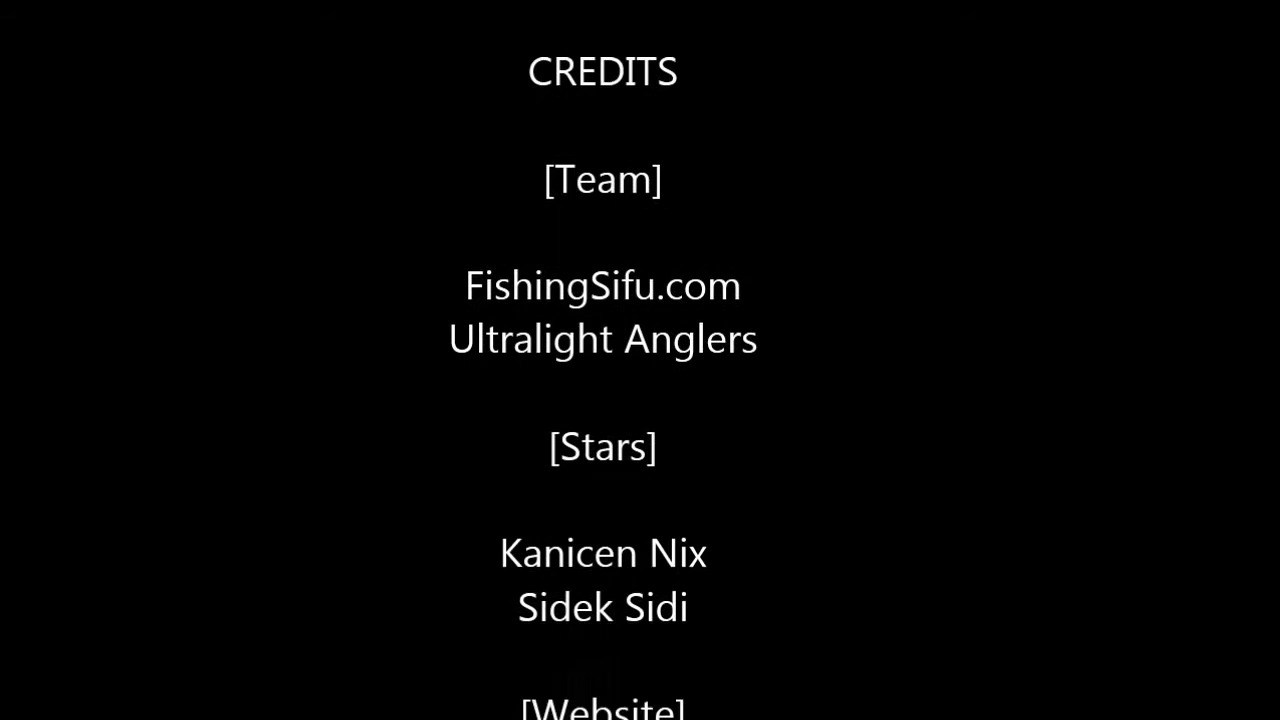 CREDITS
[Team]
FishingSifu.com
Ultralight Anglers
[Stars]
Kanicen Nix
Sidek Sidi
[Website]